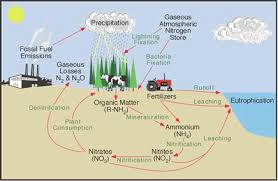 Precipitation
Gaseous
Atmospheric
Nitrogen
Store
Fossil Fuel
Emissions
Lightning
Fixation
Gaseous
Losses
N₂ & N₂O
Bacteria
Fixation
Runoff
Fertilizers
Organic Matter
(R-NH₂)
Leaching
Eutrophication
Denitrification
Plant
Consumption
Mineralization
Ammonium
(NH₄)
Leaching
Nitrates
(NO₃)
Nitrification
Nitrites
(NO₂)
Nitrification